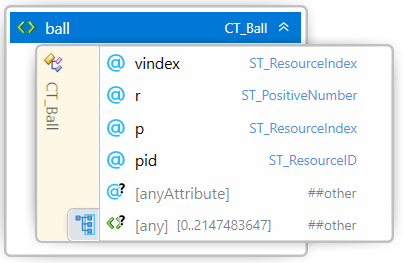 ball CT_Ball
CT_Ball
@ vindex ST_ResourceIndex
@ r ST_PositiveNumber
@ p ST_ResourceIndex
@ pid ST_ResourceID
@? [anyAttribute] ##other
<?> [any] [0..2147483647] ##other